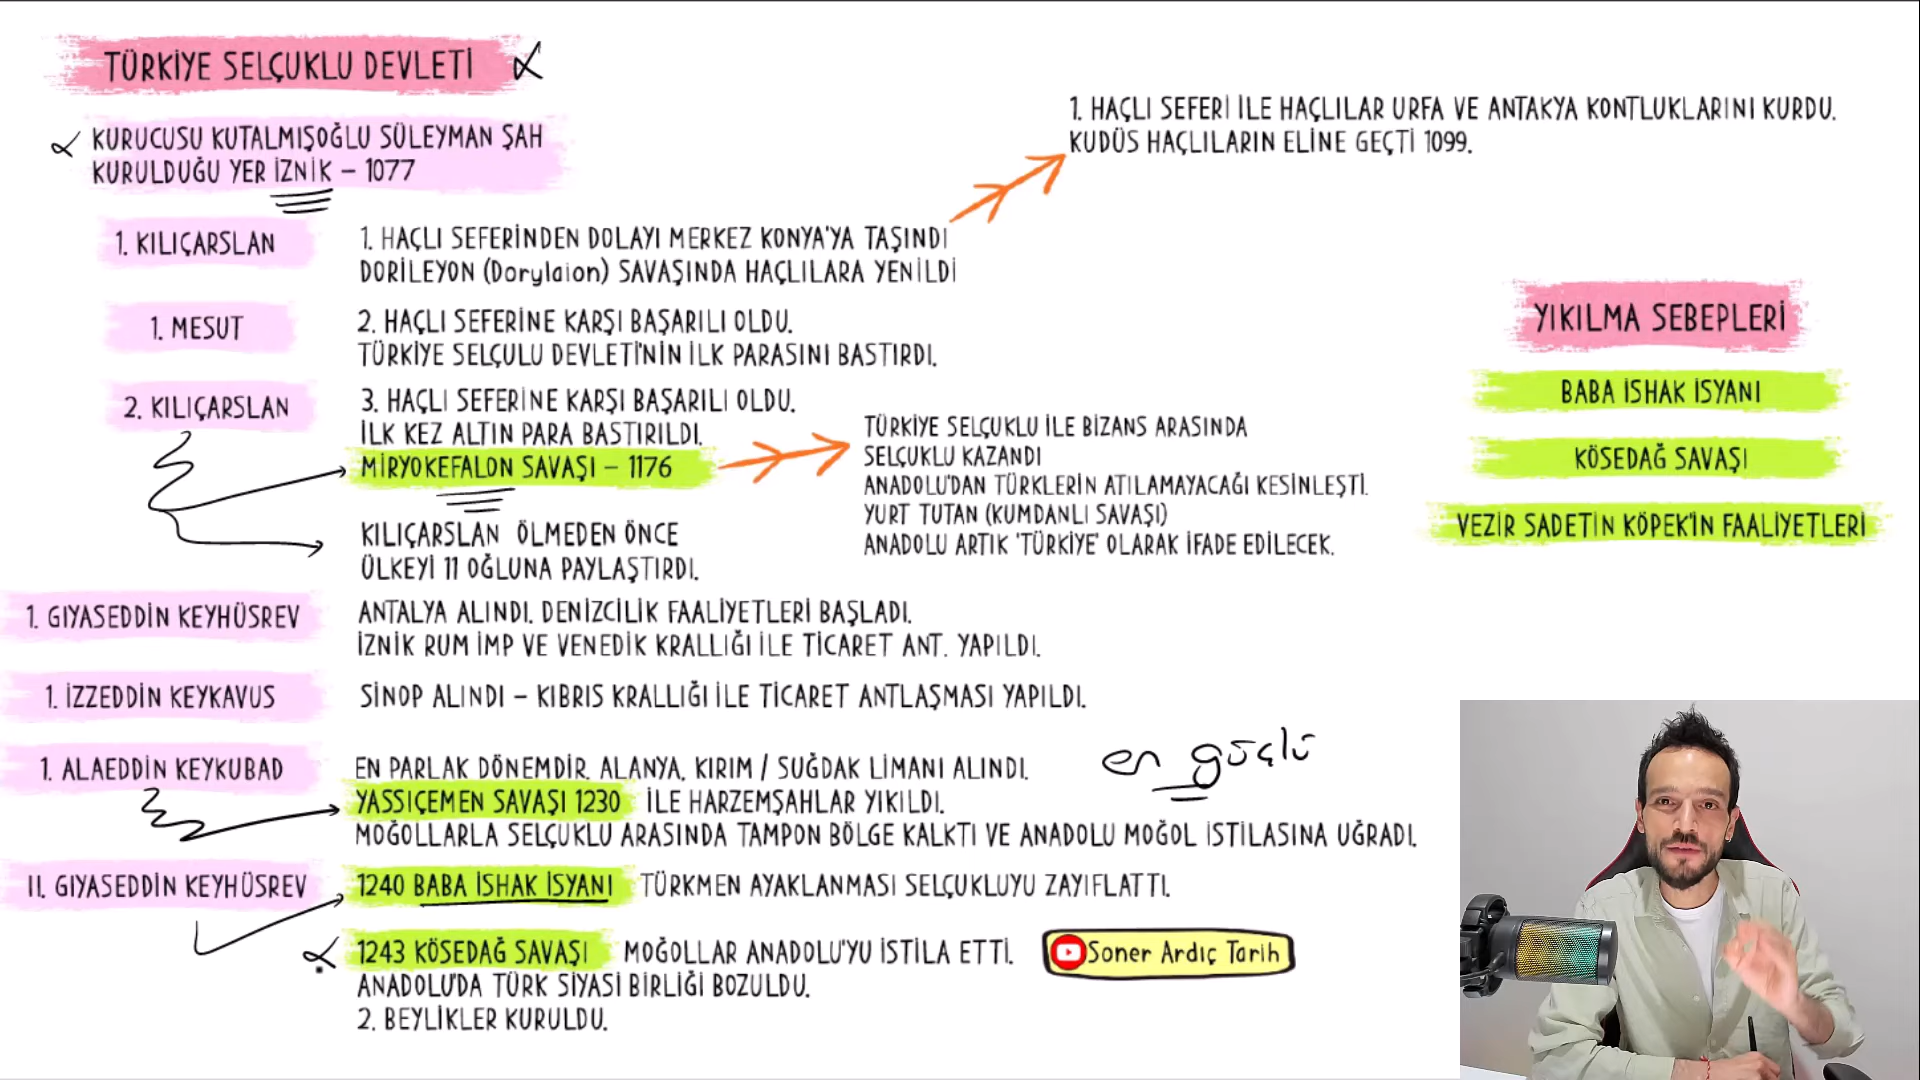 TÜRKİYE SELÇUKLU DEVLETİ
KURUCUSU KUTALMIŞOĞLU SÜLEYMAN ŞAH
KURULDUĞU YER İZNİK – 1077
1. HAÇLI SEFERİ İLE HAÇLILAR URFA VE ANTAKYA KONTLUKLARINI KURDU.
KUDÜS HAÇLILARIN ELİNE GEÇTİ 1099.
1. KILIÇARSLAN
1. HAÇLI SEFERİNDEN DOLAYI MERKEZ KONYA'YA TAŞINDI
DORİLEYON (Dorylaion) SAVAŞINDA HAÇLILARA YENİLDİ
1. MESUT
2. HAÇLI SEFERİNE KARŞI BAŞARILI OLDU.
TÜRKİYE SELÇULU DEVLETİ'NİN İLK PARASINI BASTIRDI.
2. KILIÇARSLAN
3. HAÇLI SEFERİNE KARŞI BAŞARILI OLDU.
İLK KEZ ALTIN PARA BASTIRILDI.
MİRYOKEFALON SAVAŞI – 1176
TÜRKİYE SELÇUKLU İLE BİZANS ARASINDA
SELÇUKLU KAZANDI
ANADOLU'DAN TÜRKLERİN ATILAMAYACAĞI KESİNLEŞTİ.
YURT TUTAN (KUMDANLI SAVAŞI)
ANADOLU ARTIK 'TÜRKİYE' OLARAK İFADE EDİLECEK.
KILIÇARSLAN ÖLMEDEN ÖNCE
ÜLKEYİ 11 OĞLUNA PAYLAŞTIRDI.
1. GIYASEDDİN KEYHÜSREV
ANTALYA ALINDI. DENİZCİLİK FAALİYETLERİ BAŞLADI.
İZNİK RUM İMP VE VENEDİK KRALLIĞI İLE TİCARET ANT. YAPILDI.
1. İZZEDDİN KEYKAVUS
SİNOP ALINDI – KIBRIS KRALLIĞI İLE TİCARET ANTLAŞMASI YAPILDI.
1. ALAEDDİN KEYKUBAD
EN PARLAK DÖNEMDİR. ALANYA, KIRIM / SUĞDAK LİMANI ALINDI.
en güçlü
YASSIÇEMEN SAVAŞI 1230 İLE HARZEMŞAHLAR YIKILDI.
MOĞOLLARLA SELÇUKLU ARASINDA TAMPON BÖLGE KALKTI VE ANADOLU MOĞOL İSTİLASINA UĞRADI.
II. GIYASEDDİN KEYHÜSREV
1240 BABA İSHAK İSYANI TÜRKMEN AYAKLANMASI SELÇUKLUYU ZAYIFLATTI.
1243 KÖSEDAĞ SAVAŞI MOĞOLLAR ANADOLU'YU İSTİLA ETTİ.
ANADOLU'DA TÜRK SİYASİ BİRLİĞİ BOZULDU.
2. BEYLİKLER KURULDU.
Soner Ardıç Tarih
YIKILMA SEBEPLERİ
BABA İSHAK İSYANI
KÖSEDAĞ SAVAŞI
VEZİR SADETİN KÖPEK'İN FAALİYETLERİ